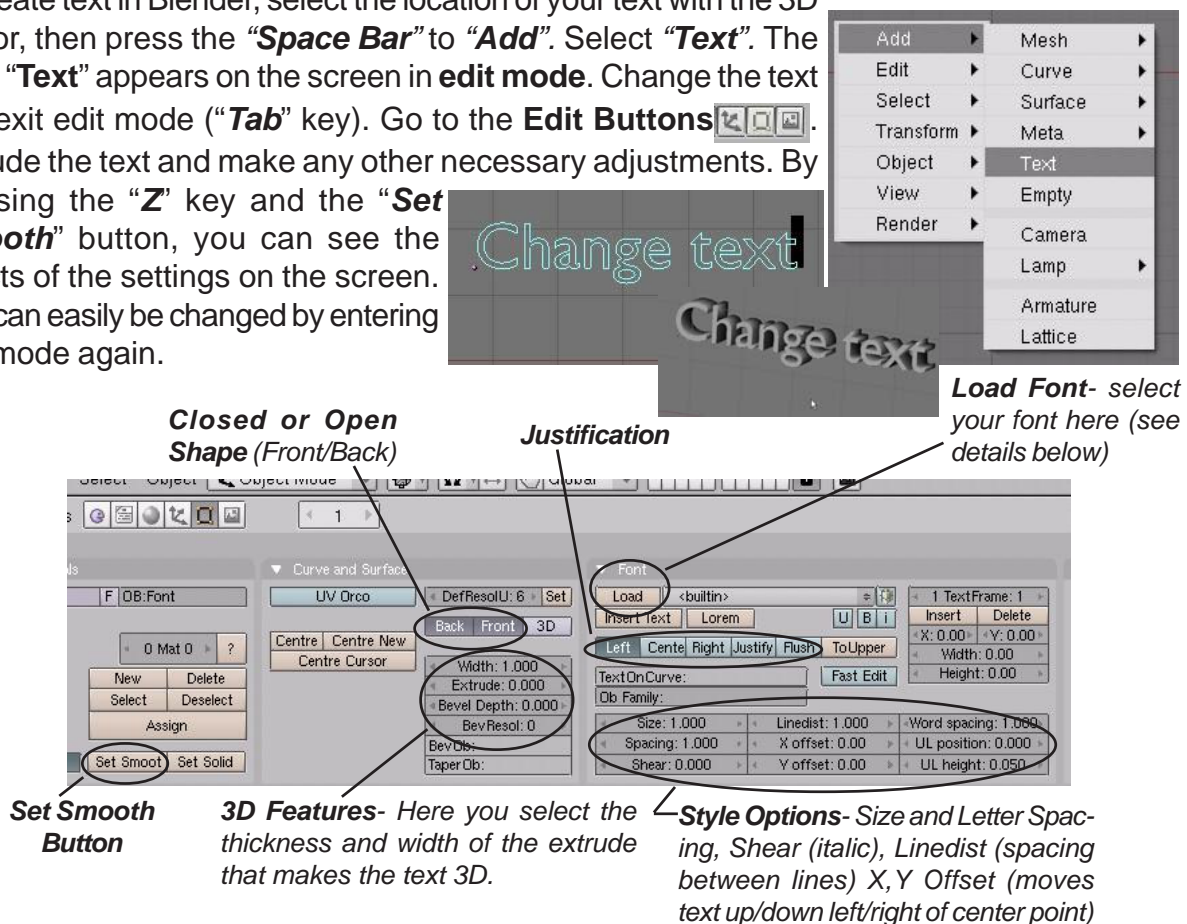 eate text in Blender, select the location of your text with the 3D
or, then press the "Space Bar" to "Add". Select "Text". The
"Text" appears on the screen in edit mode. Change the text
exit edit mode ("Tab" key). Go to the Edit Buttons .
ude the text and make any other necessary adjustments. By
sing the "Z" key and the "Set
ooth" button, you can see the
ts of the settings on the screen.
can easily be changed by entering
mode again.
Add
Edit
Select
Transform
Object
View
Render
Mesh
Curve
Surface
Meta
Text
Empty
Camera
Lamp
Armature
Lattice
Change text
Change text
Closed or Open
Shape (Front/Back)
Justification
Load Font- select
your font here (see
details below)
Select Object Object Mode Global
1
Curve and Surface
Font
F OB:Font
0 Mat 0 ?
New Delete
Select Deselect
Assign
Set Smoot Set Solid
UV Orco
Centre Centre New
Centre Cursor
DefResolU: 6 Set
Back Front 3D
Width: 1.000
Extrude: 0.000
Bevel Depth: 0.000
BevResol: 0
BevOb:
TaperOb:
Load <builtin>
Insert Text Lorem U B i
Left Cente Right Justify Flush ToUpper
TextOnCurve: Fast Edit
Ob Family:
1 TextFrame: 1
Insert Delete
X: 0.00 Y: 0.00
Width: 0.00
Height: 0.00
Size: 1.000 Linedist: 1.000 Word spacing: 1.000
Spacing: 1.000 X offset: 0.00 UL position: 0.000
Shear: 0.000 Y offset: 0.00 UL height: 0.050
Set Smooth
Button
3D Features- Here you select the
thickness and width of the extrude
that makes the text 3D.
Style Options- Size and Letter Spac-
ing, Shear (italic), Linedist (spacing
between lines) X,Y Offset (moves
text up/down left/right of center point)